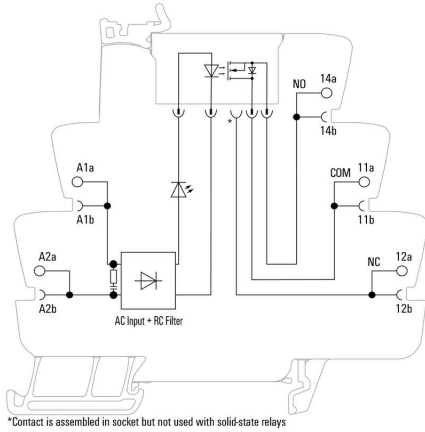 NO
14a
14b
*
COM
11a
11b
NC
12a
12b
A1a
A1b
A2a
A2b
AC Input + RC Filter
*Contact is assembled in socket but not used with solid-state relays